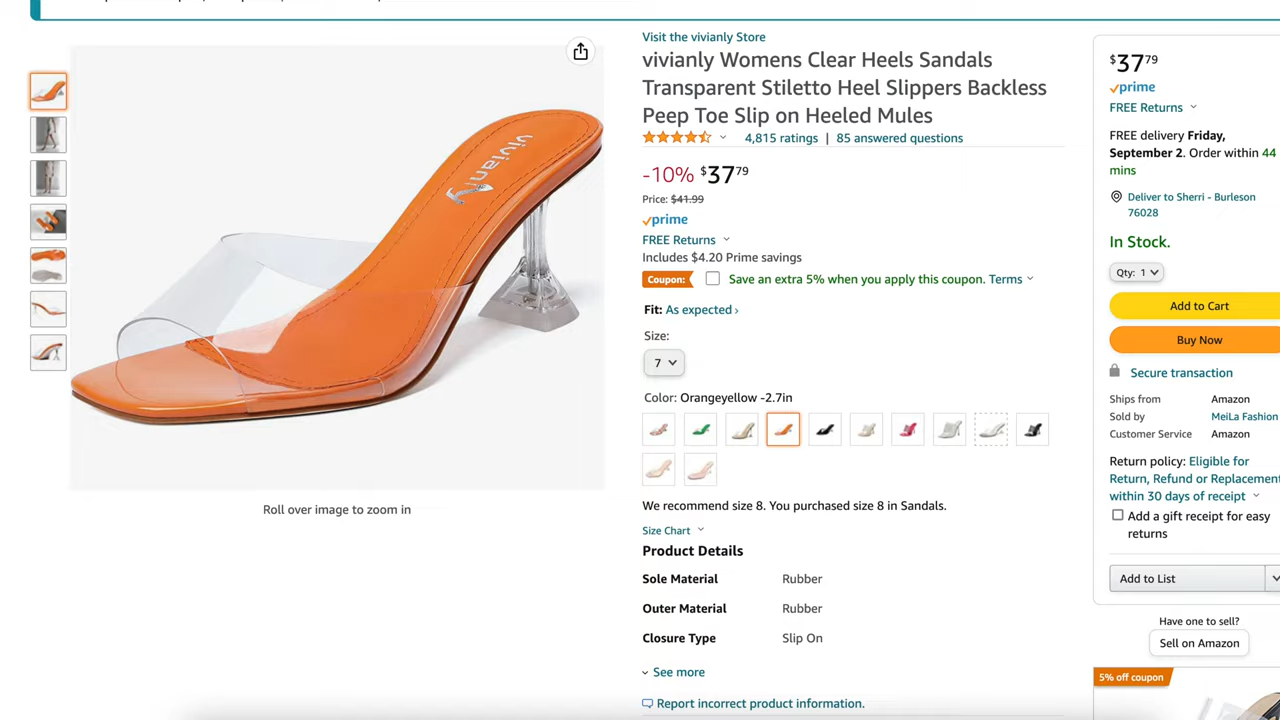 Visit the vivianly Store
vivianly Womens Clear Heels Sandals
Transparent Stiletto Heel Slippers Backless
Peep Toe Slip on Heeled Mules
4,815 ratings | 85 answered questions
-10% $37 79
Price: $41.99
prime
FREE Returns
Includes $4.20 Prime savings
Coupon: Save an extra 5% when you apply this coupon. Terms
Fit: As expected ›
Size:
7
Color: Orangeyellow -2.7in
We recommend size 8. You purchased size 8 in Sandals.
Size Chart
Product Details
Sole Material Rubber
Outer Material Rubber
Closure Type Slip On
See more
Report incorrect product information.
vivianly
Roll over image to zoom in
$37 79
prime
FREE Returns
FREE delivery Friday,
September 2. Order within 44
mins
Deliver to Sherri - Burleson
76028
In Stock.
Qty: 1
Add to Cart
Buy Now
Secure transaction
Ships from Amazon
Sold by MeiLa Fashion
Customer Service Amazon
Return policy: Eligible for
Return, Refund or Replacement
within 30 days of receipt
Add a gift receipt for easy
returns
Add to List
Have one to sell?
Sell on Amazon
5% off coupon